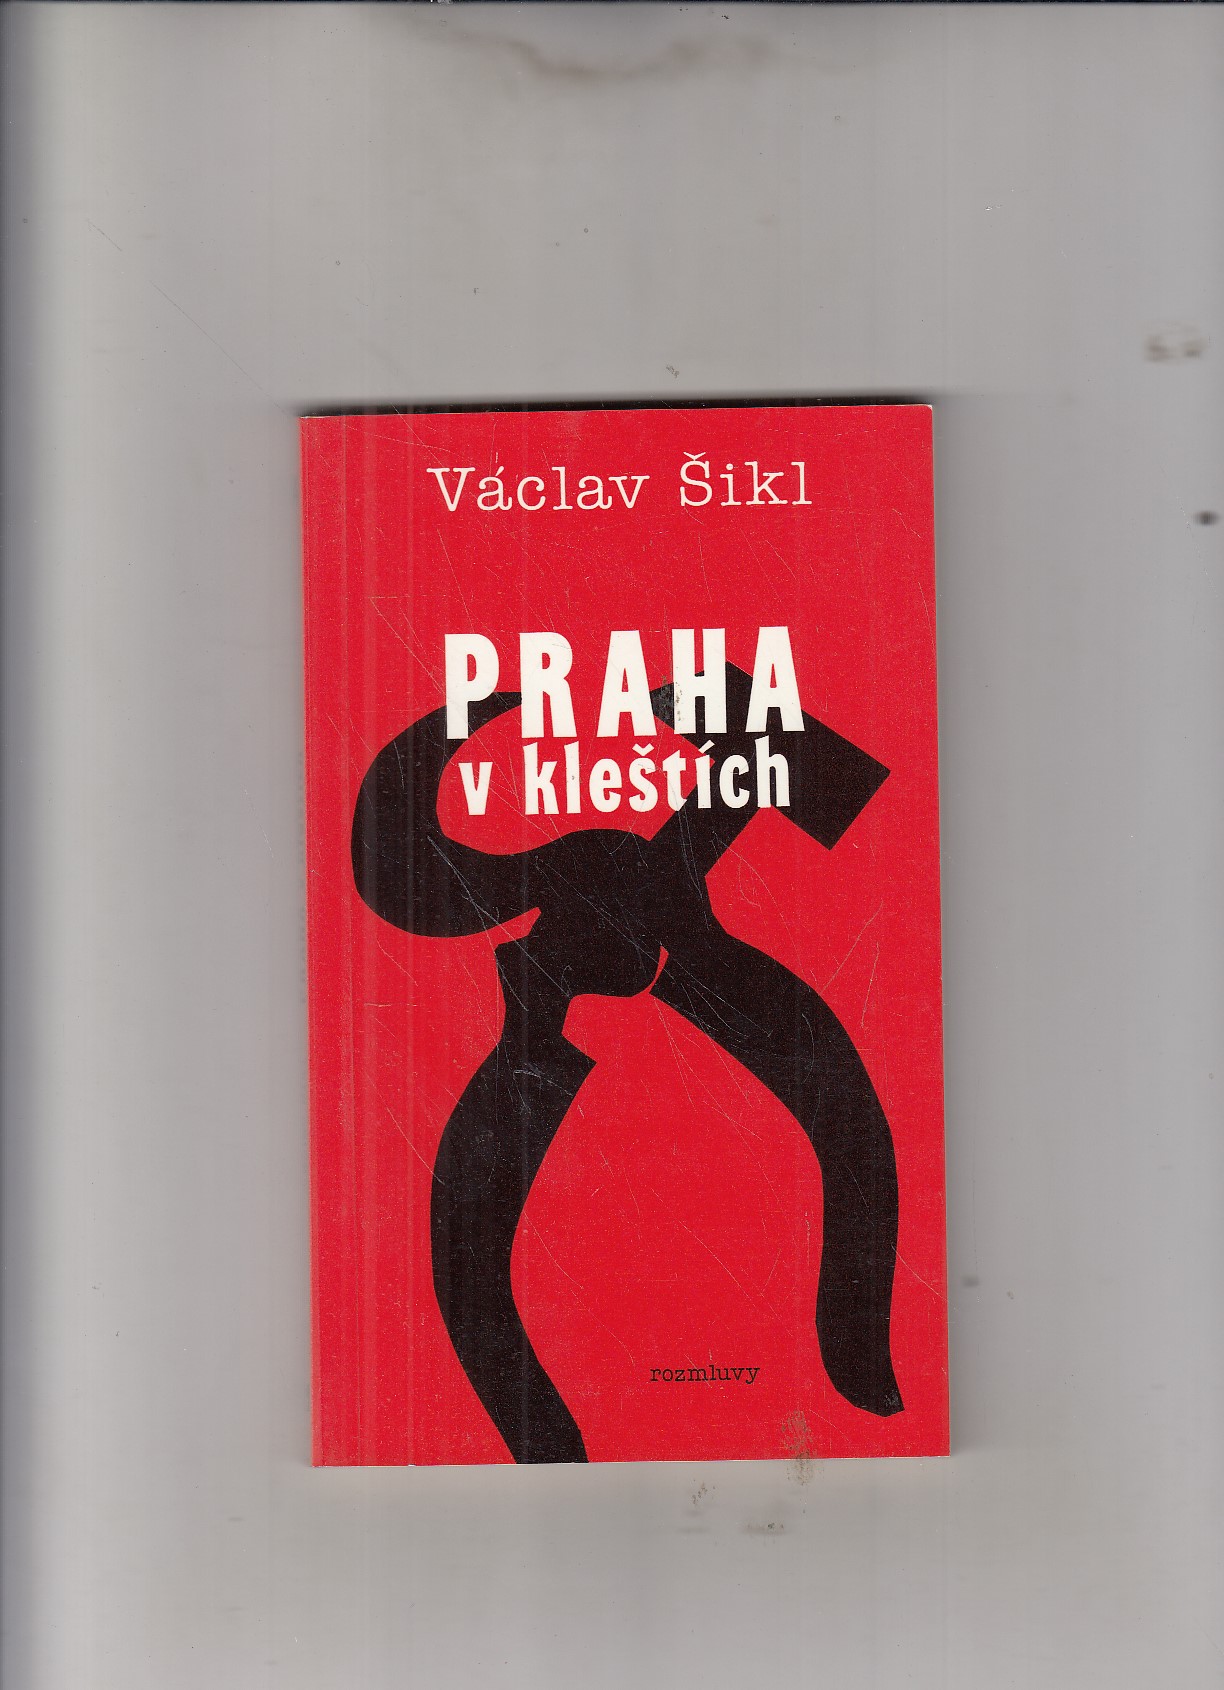 Václav Šikl
PRAHA
v kleštích
rozmluvy